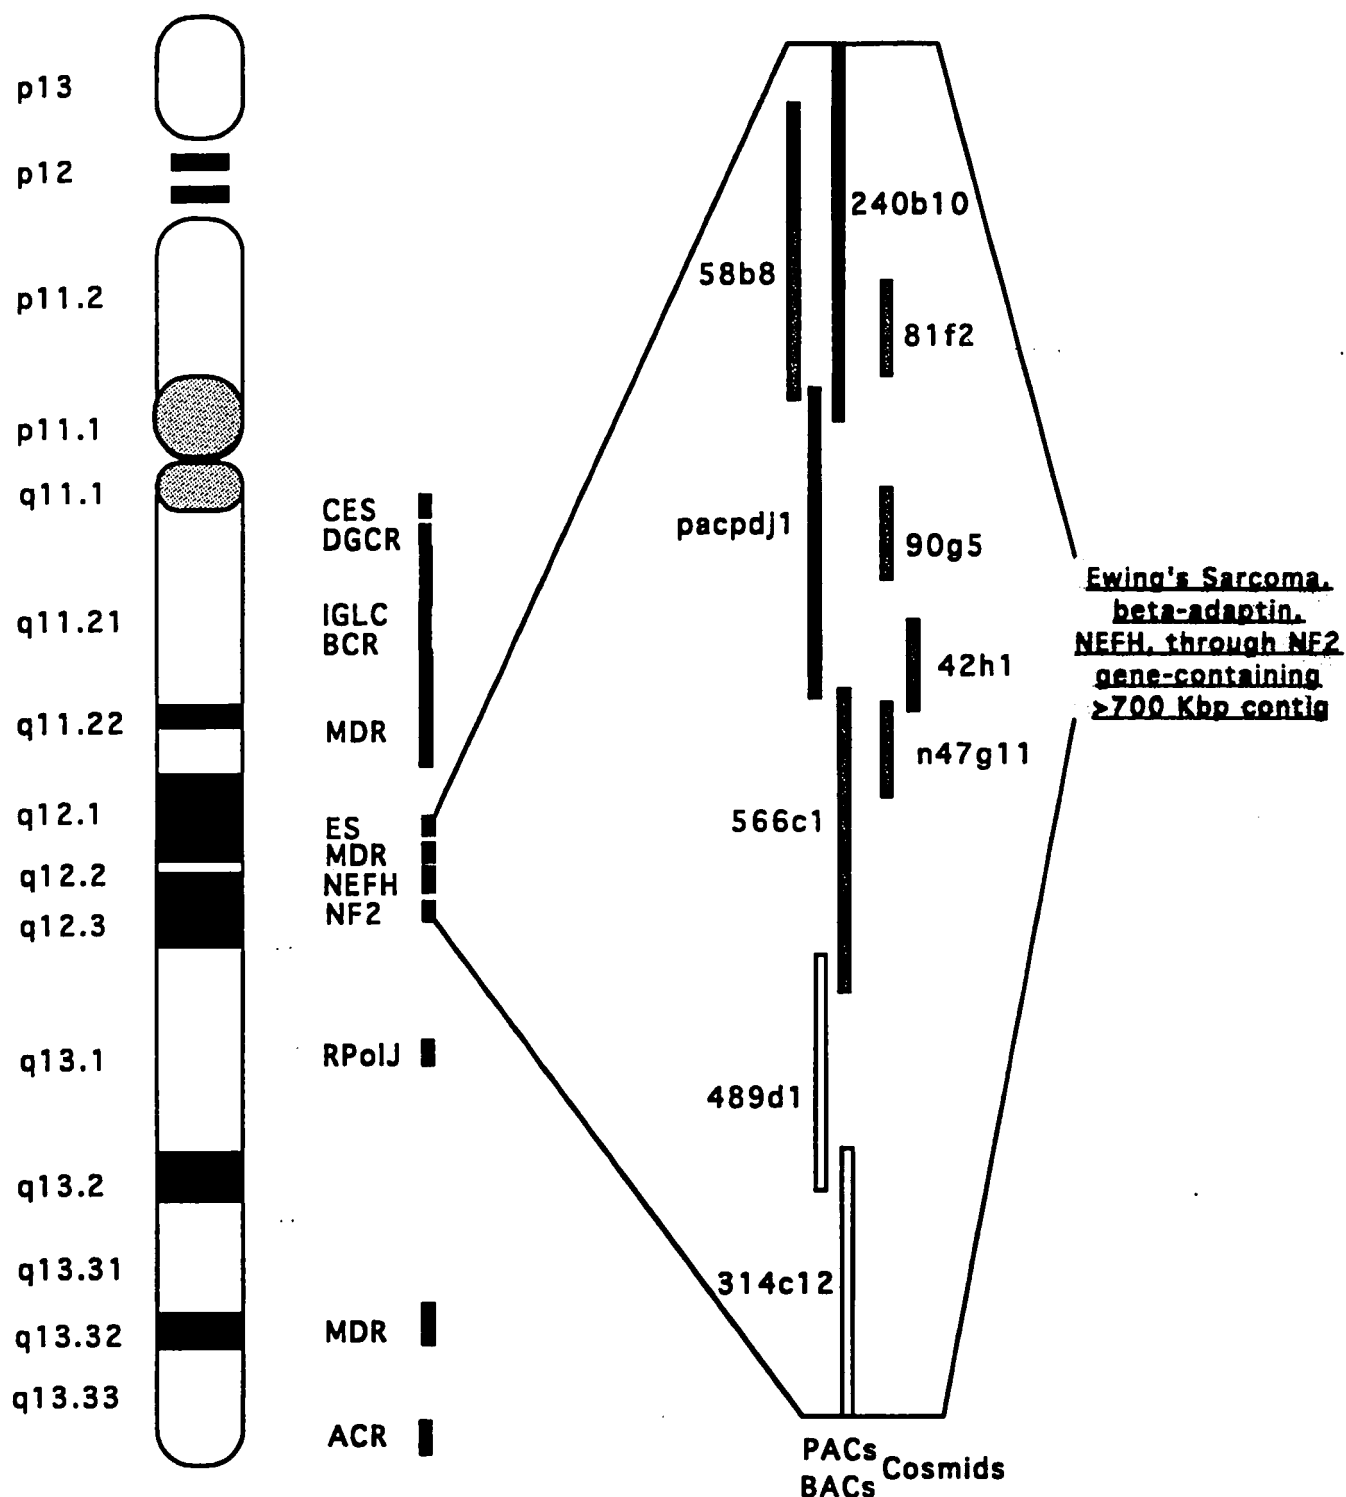 p13
p12
p11.2
p11.1
q11.1
q11.21
q11.22
q12.1
q12.2
q12.3
q13.1
q13.2
q13.31
q13.32
q13.33
CES
DGCR
IGLC
BCR
MDR
ES
MDR
NEFH
NF2
RPolJ
MDR
ACR
240b10
58b8
81f2
pacpdj1
90g5
42h1
n47g11
566c1
489d1
314c12
PACs
BACs
Cosmids
Ewing's Sarcoma,
beta-adaptin,
NEFH, through NF2
gene-containing
>700 Kbp contig